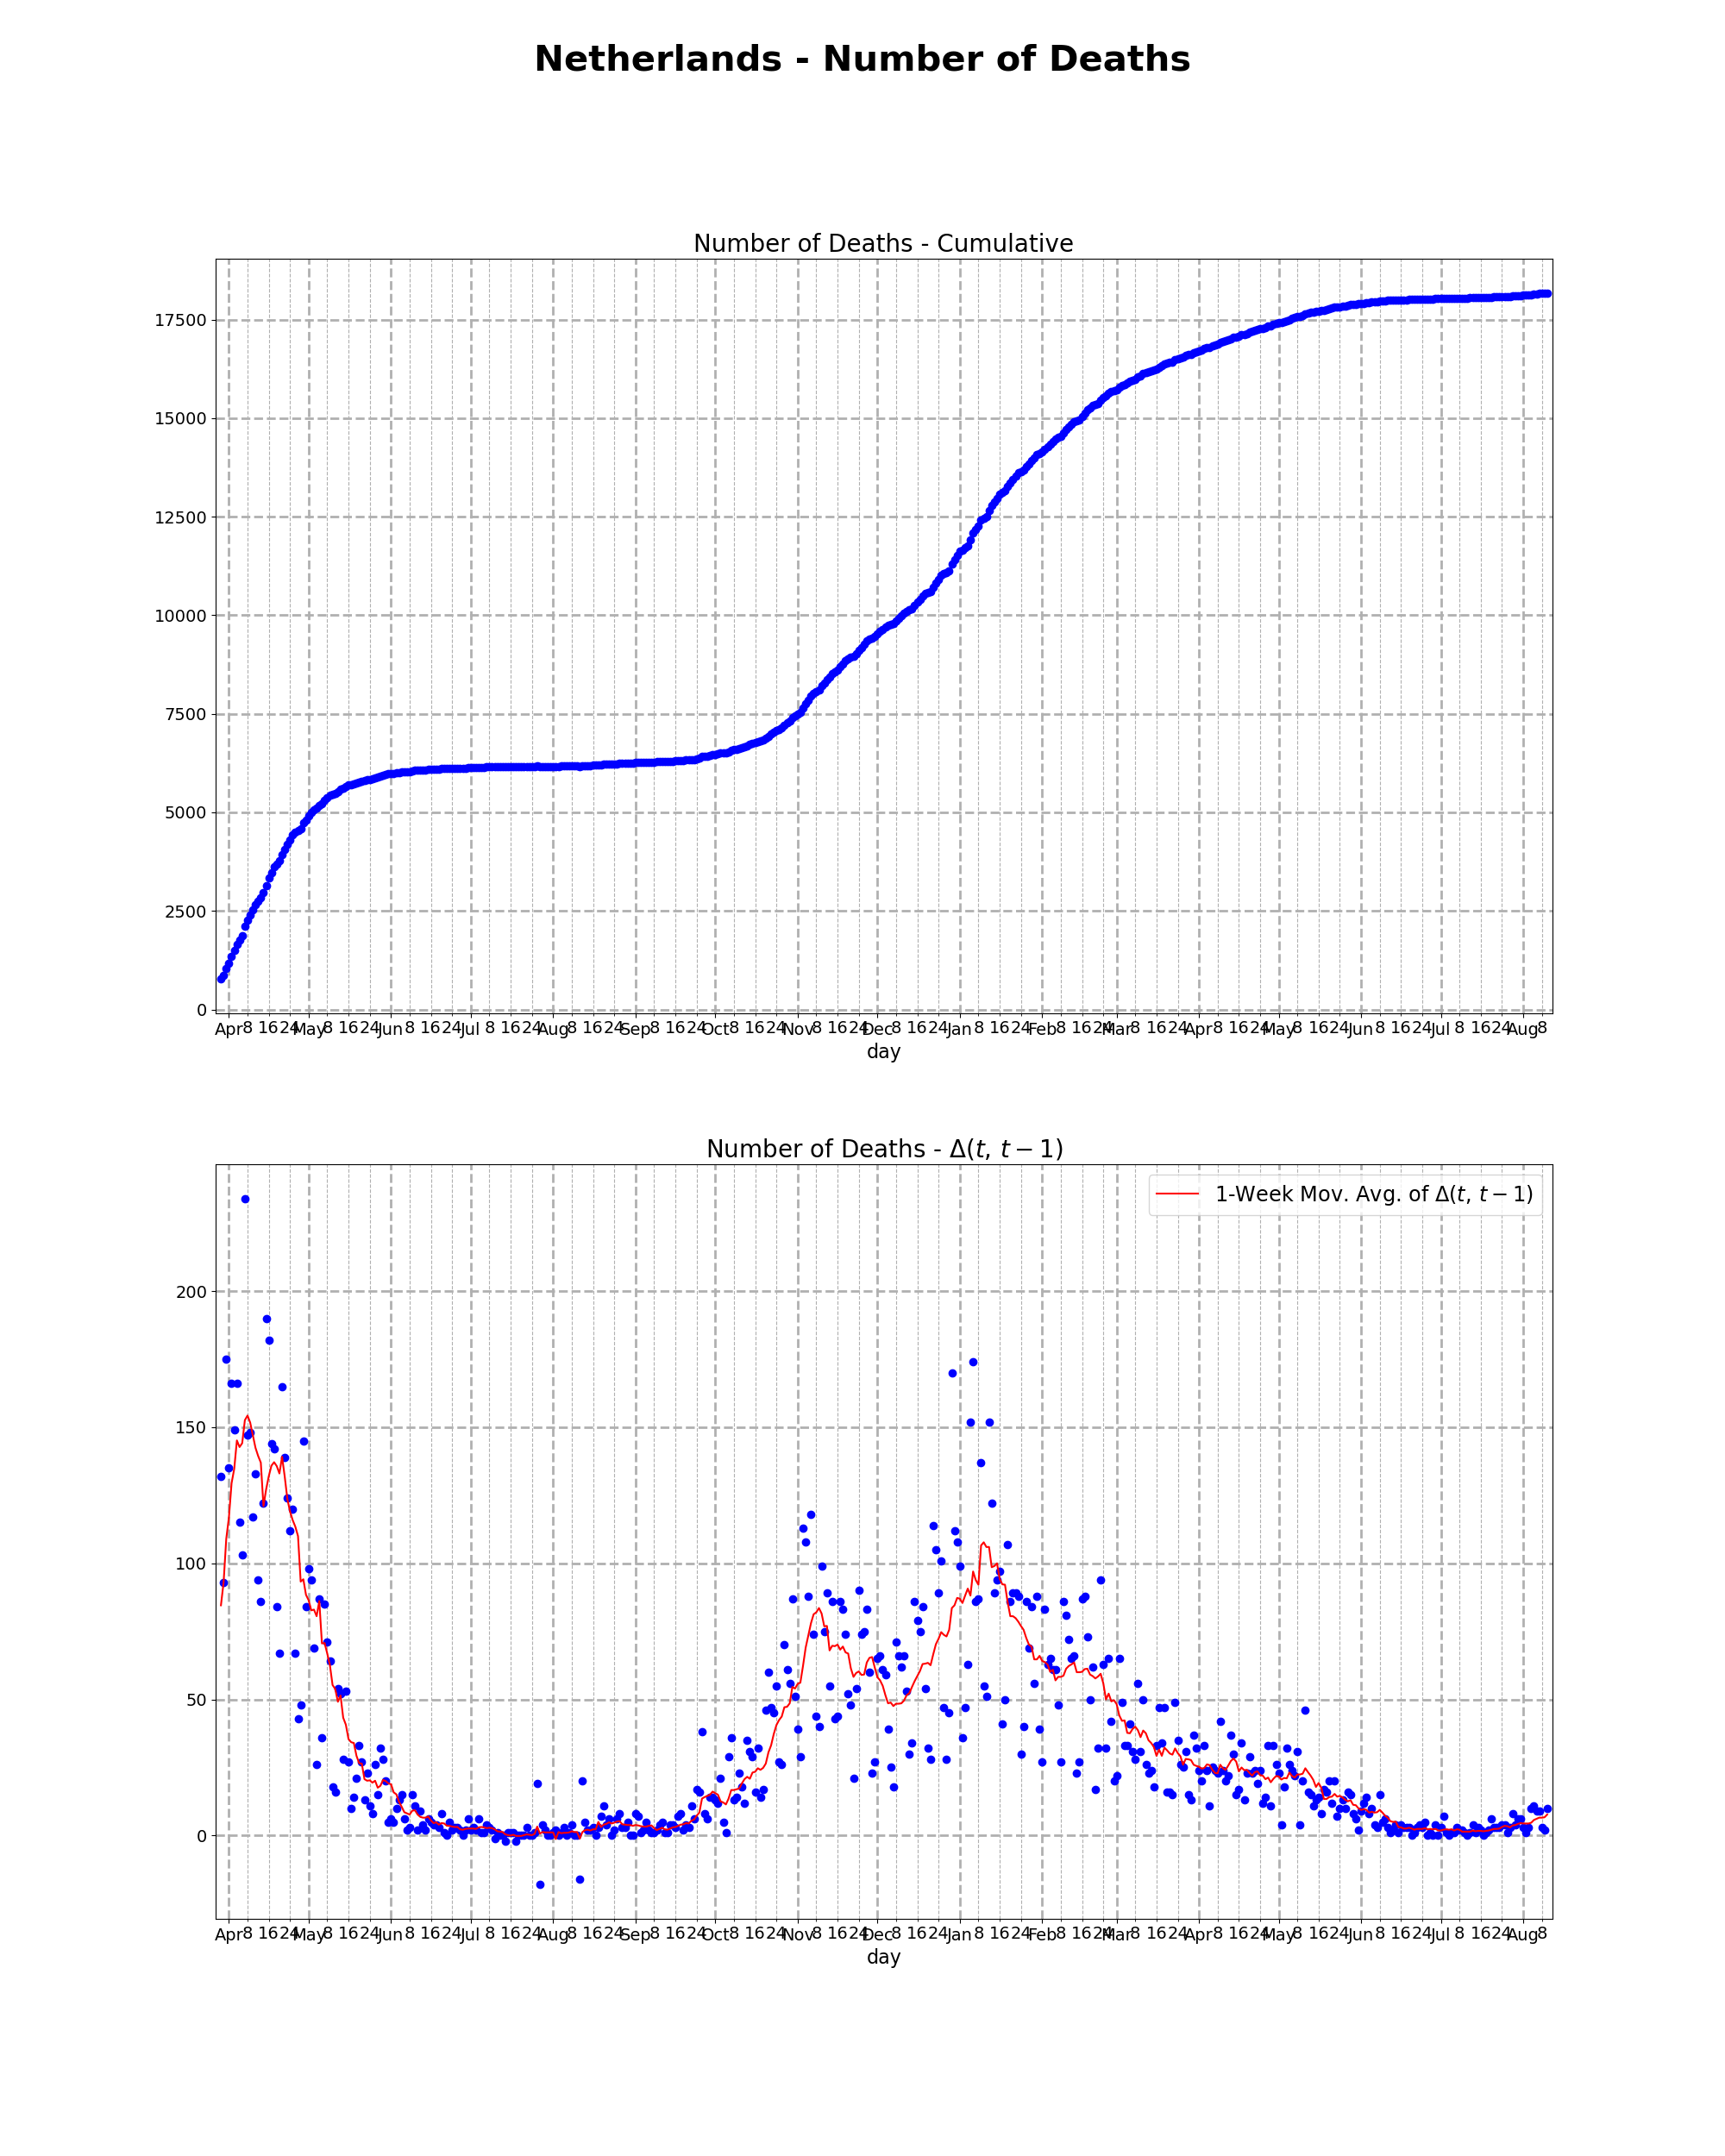 Netherlands - Number of Deaths
Number of Deaths - Cumulative
17500
15000
12500
10000
7500
5000
2500
0
Apr 8 16 24 May 8 16 24 Jun 8 16 24 Jul 8 16 24 Aug 8 16 24 Sep 8 16 24 Oct 8 16 24 Nov 8 16 24 Dec 8 16 24 Jan 8 16 24 Feb 8 16 24 Mar 8 16 24 Apr 8 16 24 May 8 16 24 Jun 8 16 24 Jul 8 16 24 Aug 8
day
Number of Deaths - Δ(t, t − 1)
1-Week Mov. Avg. of Δ(t, t − 1)
200
150
100
50
0
Apr 8 16 24 May 8 16 24 Jun 8 16 24 Jul 8 16 24 Aug 8 16 24 Sep 8 16 24 Oct 8 16 24 Nov 8 16 24 Dec 8 16 24 Jan 8 16 24 Feb 8 16 24 Mar 8 16 24 Apr 8 16 24 May 8 16 24 Jun 8 16 24 Jul 8 16 24 Aug 8
day